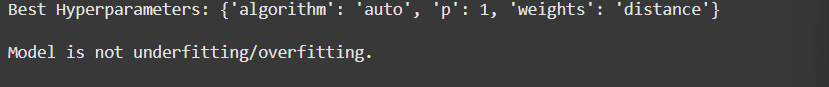 Best Hyperparameters: {'algorithm': 'auto', 'p': 1, 'weights': 'distance'}
Model is not underfitting/overfitting.